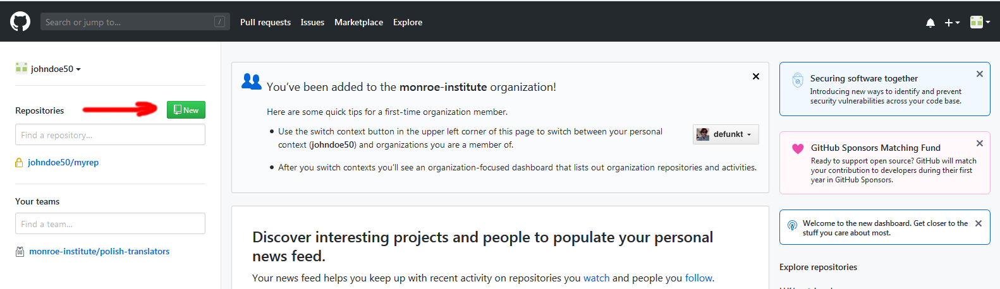 Search or jump to...
/
Pull requests
Issues
Marketplace
Explore
johndoe50
Repositories
New
Find a repository...
johndoe50/myrep
Your teams
Find a team...
monroe-institute/polish-translators
You've been added to the monroe-institute organization!
Here are some quick tips for a first-time organization member.
• Use the switch context button in the upper left corner of this page to switch between your personal
context (johndoe50) and organizations you are a member of.
defunkt
• After you switch contexts you'll see an organization-focused dashboard that lists out organization repositories and activities.
Discover interesting projects and people to populate your personal
news feed.
Your news feed helps you keep up with recent activity on repositories you watch and people you follow.
Securing software together
Introducing new ways to identify and prevent
security vulnerabilities across your code base.
GitHub Sponsors Matching Fund
Ready to support open source? GitHub will match
your contribution to developers during their first
year in GitHub Sponsors.
Welcome to the new dashboard. Get closer to the
stuff you care about most.
Explore repositories